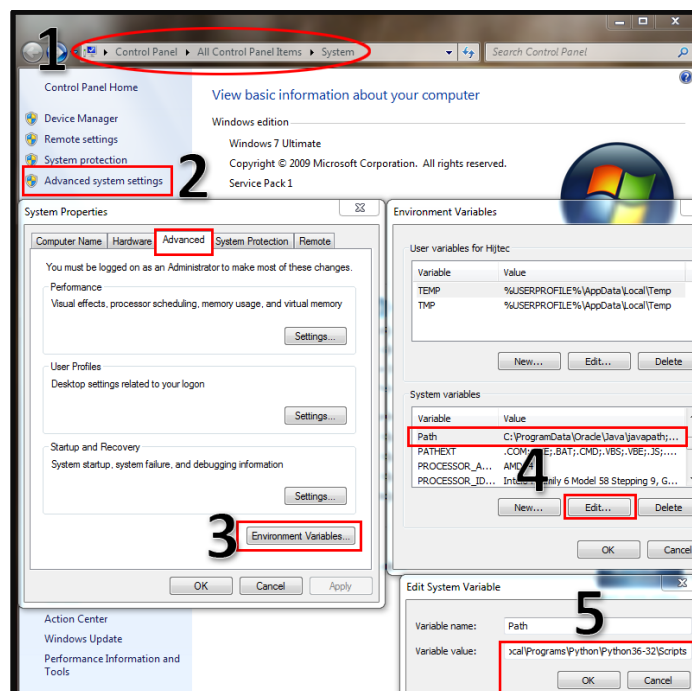 1
Control Panel ▸ All Control Panel Items ▸ System
Search Control Panel
Control Panel Home
Device Manager
Remote settings
System protection
Advanced system settings
2
View basic information about your computer
Windows edition
Windows 7 Ultimate
Copyright © 2009 Microsoft Corporation. All rights reserved.
Service Pack 1
System Properties
Computer Name Hardware Advanced System Protection Remote
You must be logged on as an Administrator to make most of these changes.
Performance
Visual effects, processor scheduling, memory usage, and virtual memory
Settings...
User Profiles
Desktop settings related to your logon
Settings...
Startup and Recovery
System startup, system failure, and debugging information
Settings...
3
Environment Variables...
OK Cancel Apply
Environment Variables
User variables for Hijtec
Variable Value
TEMP %USERPROFILE%\AppData\Local\Temp
TMP %USERPROFILE%\AppData\Local\Temp
New... Edit... Delete
System variables
Variable Value
Path C:\ProgramData\Oracle\Java\javapath;...
PATHEXT .COM;.EXE;.BAT;.CMD;.VBS;.VBE;.JS;....
PROCESSOR_A... AMD64
PROCESSOR_ID... Family 6 Model 58 Stepping 9, G...
4
New... Edit... Delete
OK Cancel
Edit System Variable
5
Variable name: Path
Variable value: ocal\Programs\Python\Python36-32\Scripts
OK Cancel
Action Center
Windows Update
Performance Information and
Tools